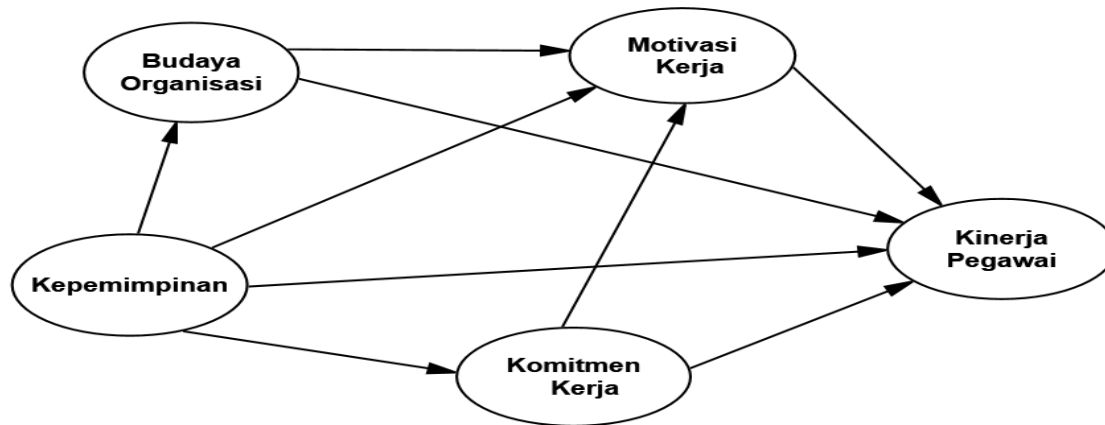 Budaya
Organisasi
Motivasi
Kerja
Kepemimpinan
Kinerja
Pegawai
Komitmen
Kerja